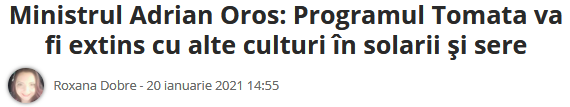 Ministrul Adrian Oros: Programul Tomata va
fi extins cu alte culturi în solarii şi sere
Roxana Dobre - 20 ianuarie 2021 14:55